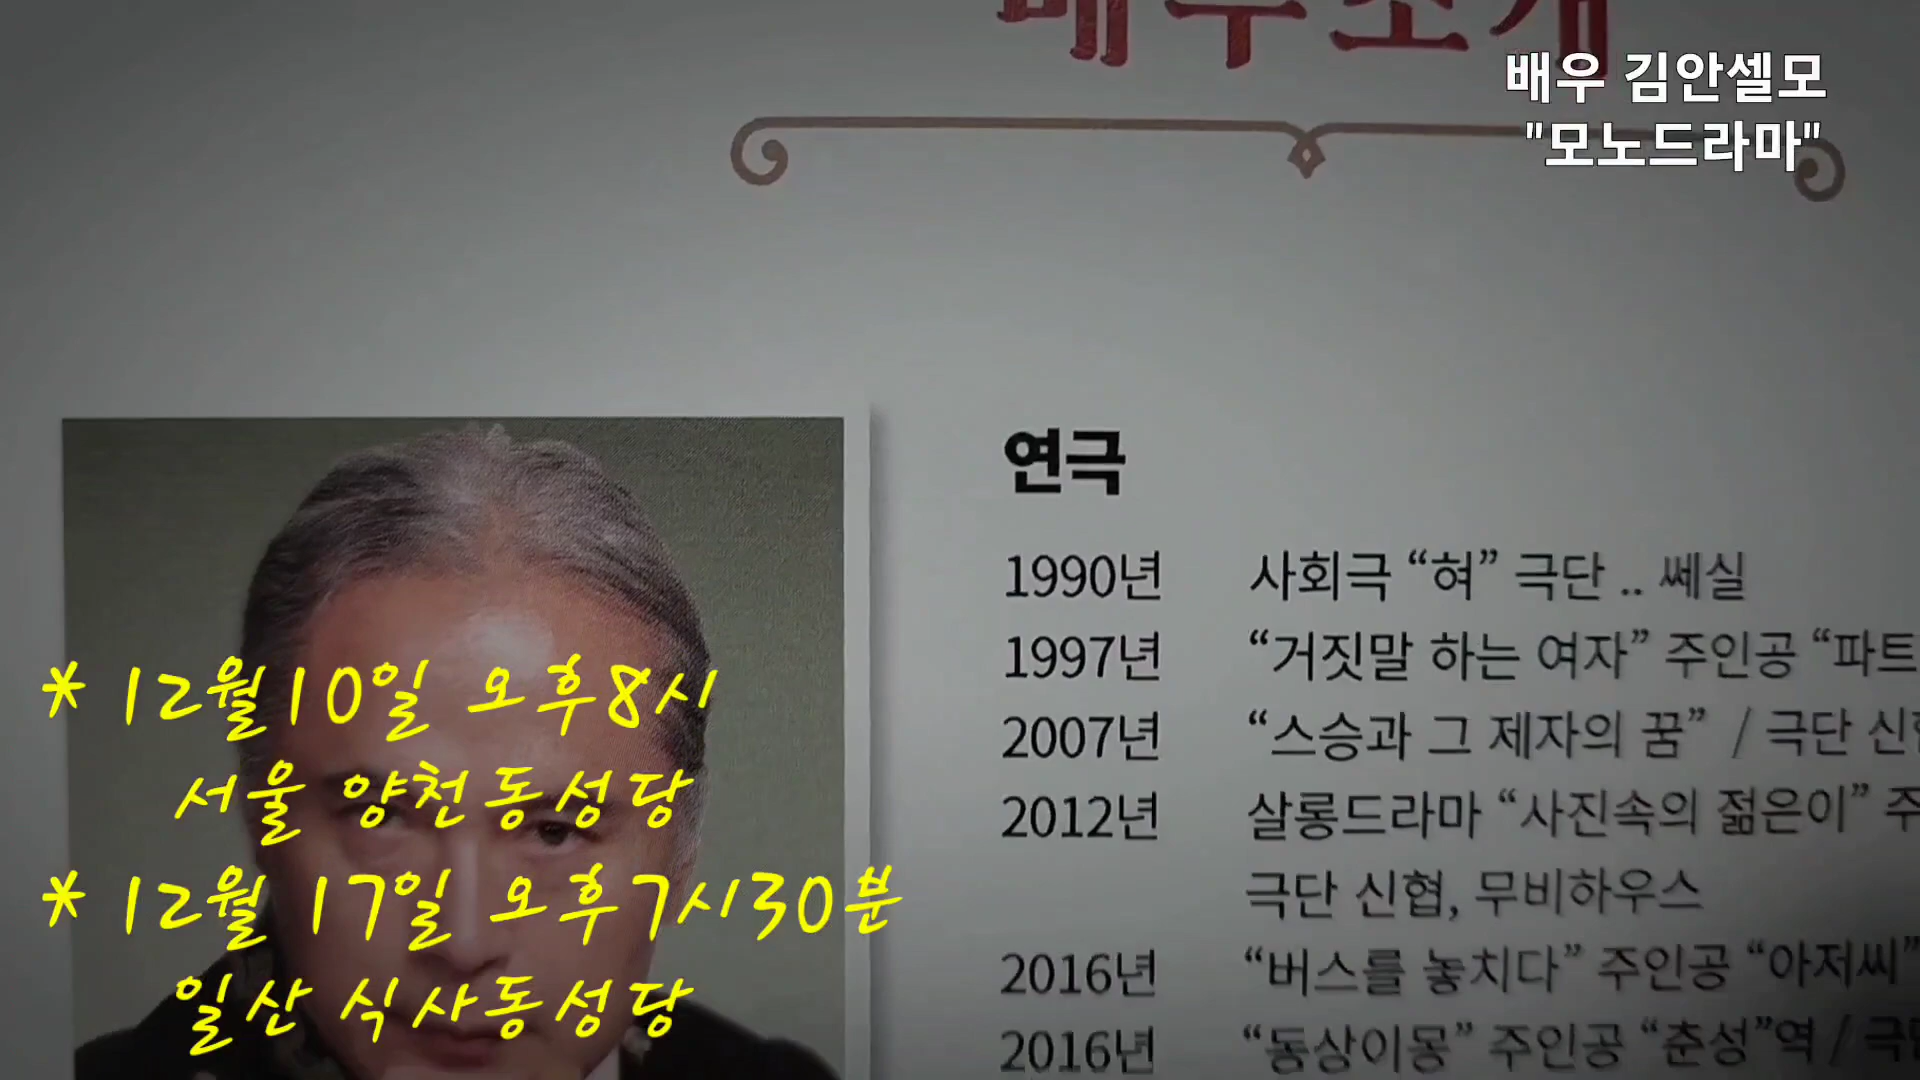 배우소개
배우 김안셀모
"모노드라마"
연극
1990년 사회극 “혀” 극단 .. 쎄실
1997년 “거짓말 하는 여자” 주인공 “파트
2007년 “스승과 그 제자의 꿈” / 극단 신협
2012년 살롱드라마 “사진속의 젊은이” 주
극단 신협, 무비하우스
2016년 “버스를 놓치다” 주인공 “아저씨”
2016년 “동상이몽” 주인공 “춘성”역 / 극단
* 12월10일 오후8시
서울 양천동성당
* 12월 17일 오후7시30분
일산 식사동성당